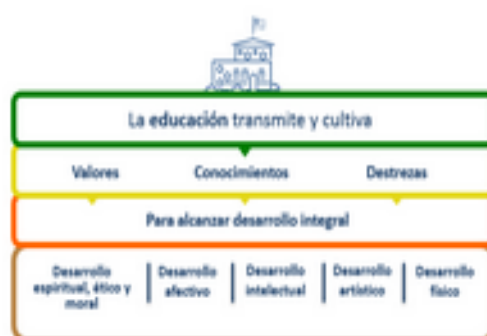 La educación transmite y cultiva
Valores Conocimientos Destrezas
Para alcanzar desarrollo integral
Desarrollo espiritual, ético y moral
Desarrollo afectivo
Desarrollo intelectual
Desarrollo artístico
Desarrollo físico